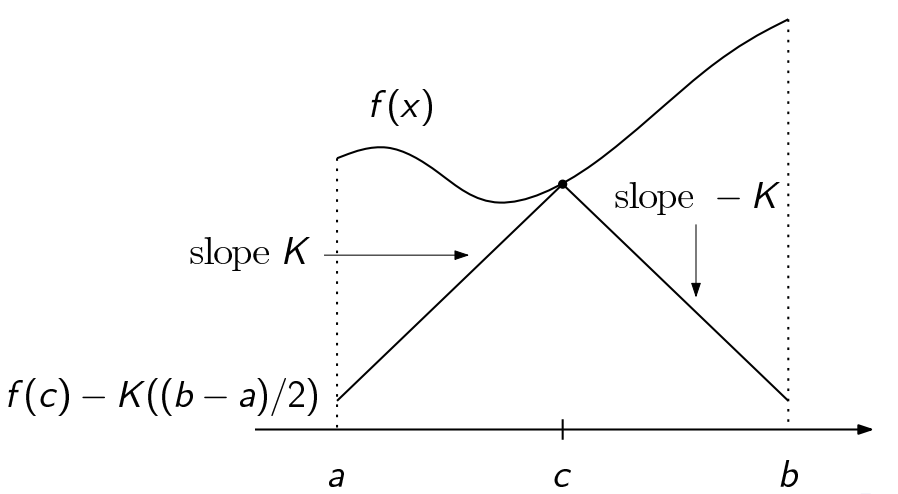 f(x)
slope − K
slope K
f(c) − K((b − a)/2)
a
c
b